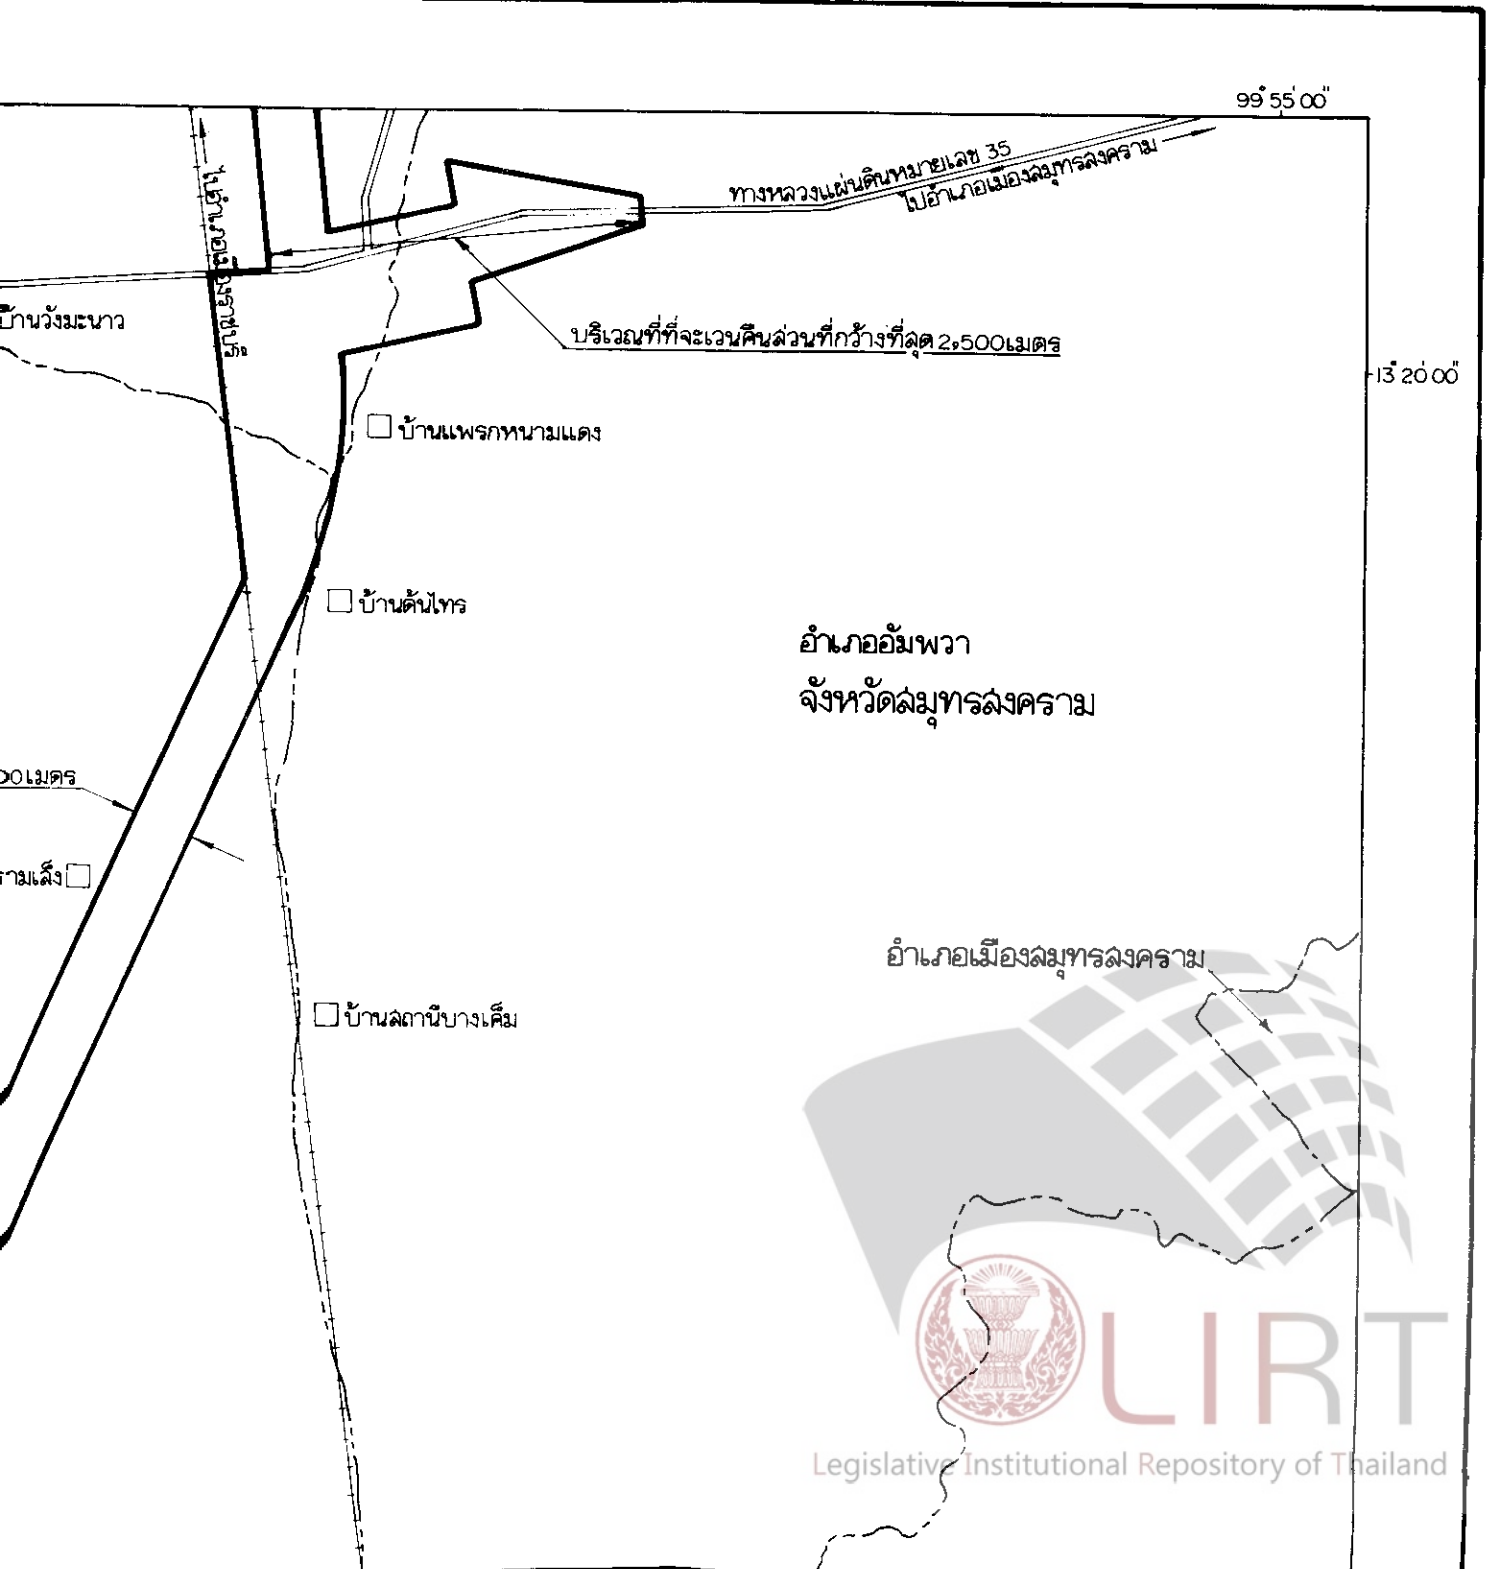 99°55'00"
ทางหลวงแผ่นดินหมายเลข 35
ไปอำเภอเมืองสมุทรสงคราม
ไปอำเภอเมืองราชบุรี
บ้านวังมะนาว
บริเวณที่ที่จะเวนคืนส่วนที่กว้างที่สุด 2,500เมตร
13°20'00"
บ้านแพรกหนามแดง
บ้านต้นไทร
อำเภออัมพวา
จังหวัดสมุทรสงคราม
00เมตร
รามเส็ง
อำเภอเมืองสมุทรสงคราม
บ้านสถานีบางเค็ม
LIRT
Legislative Institutional Repository of Thailand